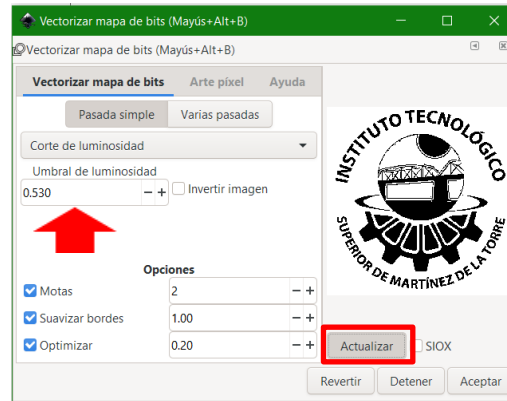 Vectorizar mapa de bits (Mayús+Alt+B)
Vectorizar mapa de bits (Mayús+Alt+B)
Vectorizar mapa de bits Arte píxel Ayuda
Pasada simple Varias pasadas
Corte de luminosidad
Umbral de luminosidad
0.530 − + Invertir imagen
Opciones
Motas 2 − +
Suavizar bordes 1.00 − +
Optimizar 0.20 − +
INSTITUTO TECNOLÓGICO
SUPERIOR DE MARTÍNEZ DE LA TORRE
Actualizar SIOX
Revertir Detener Aceptar